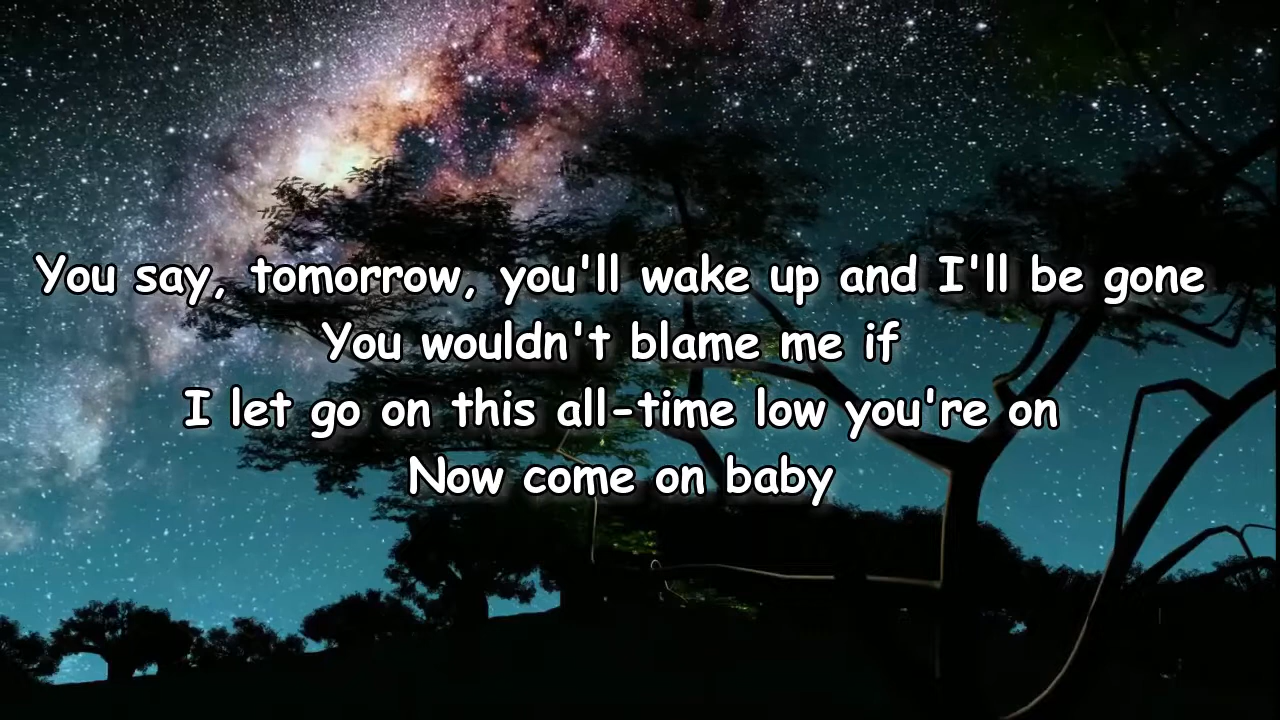 You say, tomorrow, you'll wake up and I'll be gone
You wouldn't blame me if
I let go on this all-time low you're on
Now come on baby